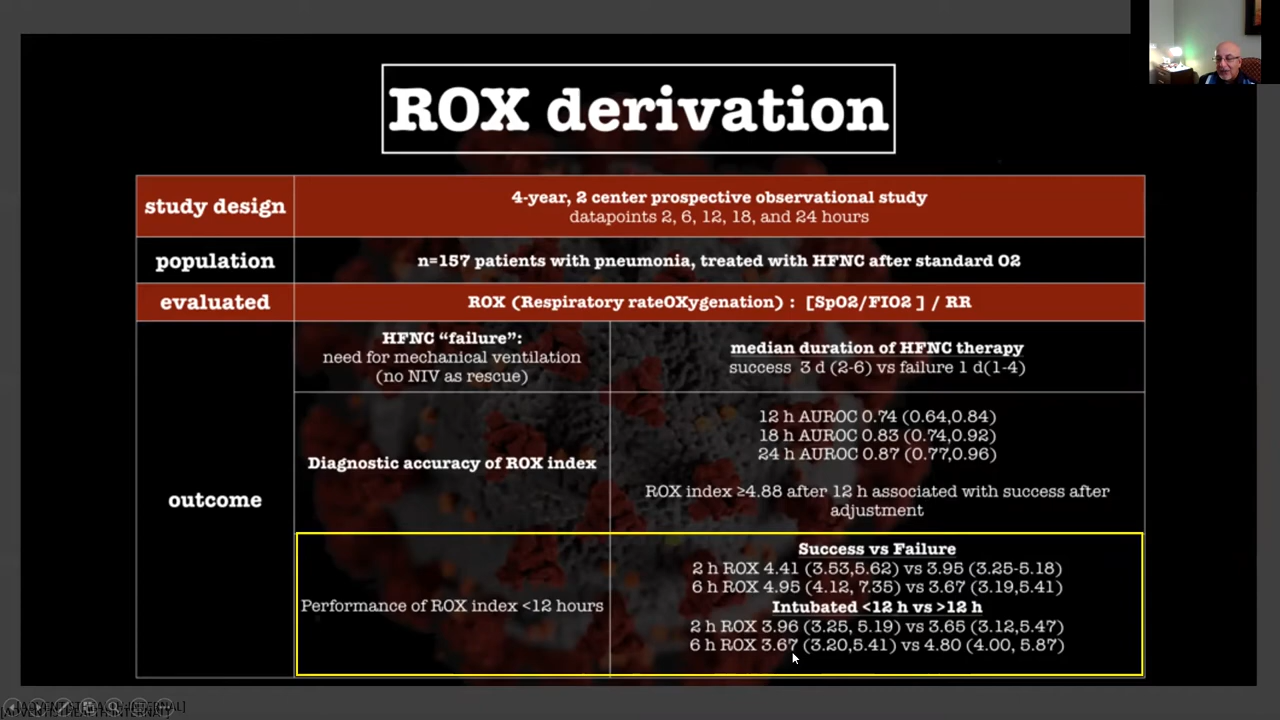 ROX derivation
study design
4-year, 2 center prospective observational study
datapoints 2, 6, 12, 18, and 24 hours
population
n=157 patients with pneumonia, treated with HFNC after standard O2
evaluated
ROX (Respiratory rateOXygenation) : [SpO2/FIO2 ] / RR
outcome
HFNC “failure”:
need for mechanical ventilation
(no NIV as rescue)
median duration of HFNC therapy
success 3 d (2-6) vs failure 1 d(1-4)
Diagnostic accuracy of ROX index
12 h AUROC 0.74 (0.64,0.84)
18 h AUROC 0.83 (0.74,0.92)
24 h AUROC 0.87 (0.77,0.96)
ROX index ≥4.88 after 12 h associated with success after
adjustment
Performance of ROX index <12 hours
Success vs Failure
2 h ROX 4.41 (3.53,5.62) vs 3.95 (3.25-5.18)
6 h ROX 4.95 (4.12, 7.35) vs 3.67 (3.19,5.41)
Intubated <12 h vs >12 h
2 h ROX 3.96 (3.25, 5.19) vs 3.65 (3.12,5.47)
6 h ROX 3.67 (3.20,5.41) vs 4.80 (4.00, 5.87)